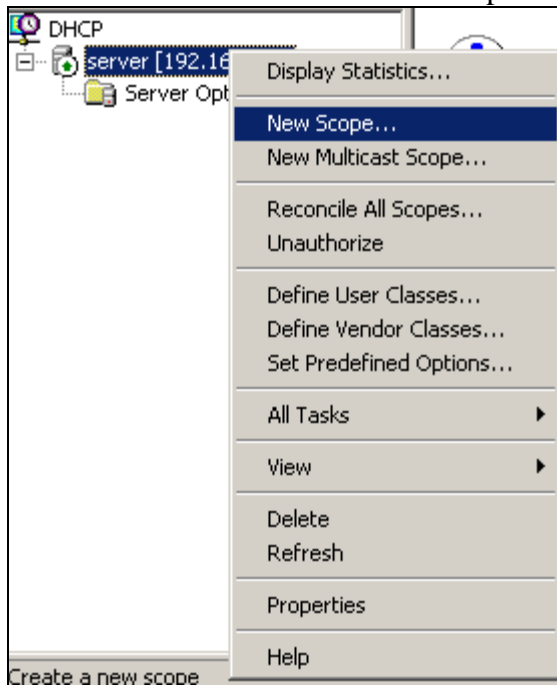 DHCP
server [192.16
Server Opt
Display Statistics...
New Scope...
New Multicast Scope...
Reconcile All Scopes...
Unauthorize
Define User Classes...
Define Vendor Classes...
Set Predefined Options...
All Tasks
View
Delete
Refresh
Properties
Help
Create a new scope